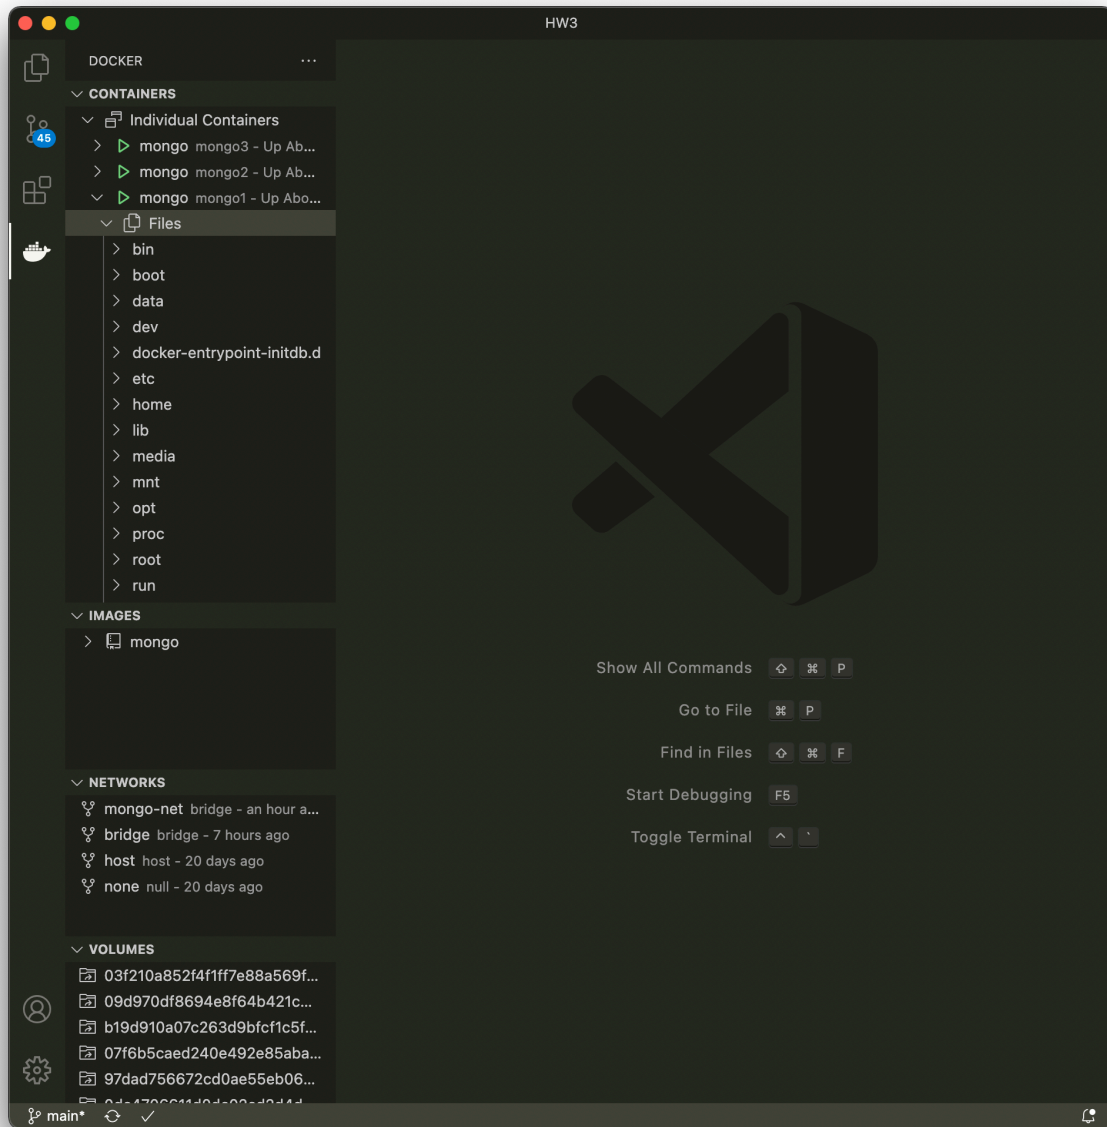 HW3
DOCKER
45
CONTAINERS
Individual Containers
mongo mongo3 - Up Ab...
mongo mongo2 - Up Ab...
mongo mongo1 - Up Abo...
Files
bin
boot
data
dev
docker-entrypoint-initdb.d
etc
home
lib
media
mnt
opt
proc
root
run
IMAGES
mongo
NETWORKS
mongo-net bridge - an hour a...
bridge bridge - 7 hours ago
host host - 20 days ago
none null - 20 days ago
VOLUMES
03f210a852f4f1ff7e88a569f...
09d970df8694e8f64b421c...
b19d910a07c263d9bfcf1c5f...
07f6b5caed240e492e85aba...
97dad756672cd0ae55eb06...
Show All Commands ⇧ ⌘ P
Go to File ⌘ P
Find in Files ⇧ ⌘ F
Start Debugging F5
Toggle Terminal ^ `
main*